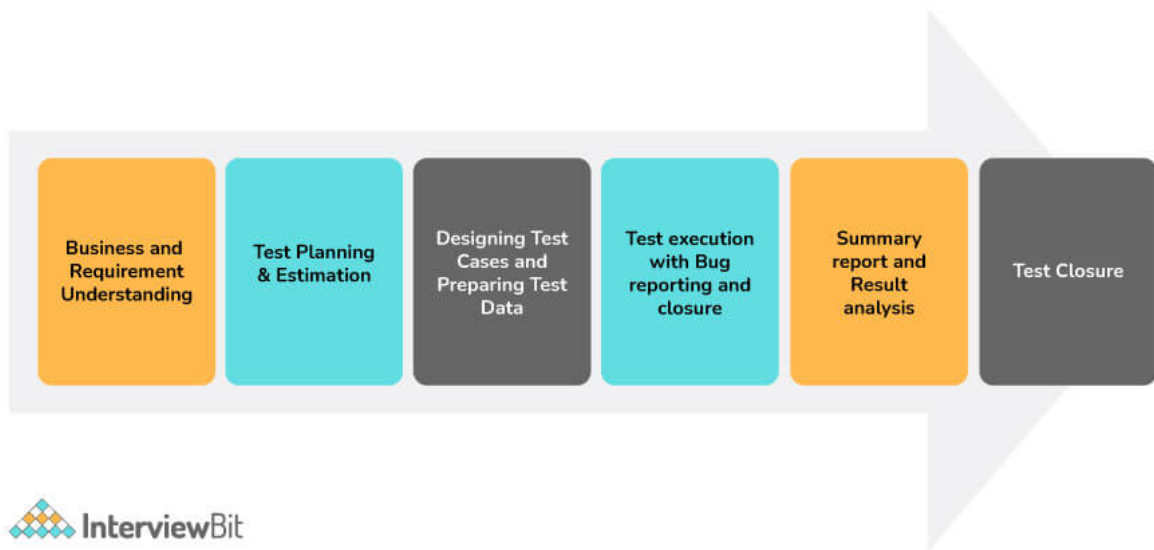 Business and
Requirement
Understanding
Test Planning
& Estimation
Designing Test
Cases and
Preparing Test
Data
Test execution
with Bug
reporting and
closure
Summary
report and
Result
analysis
Test Closure
InterviewBit